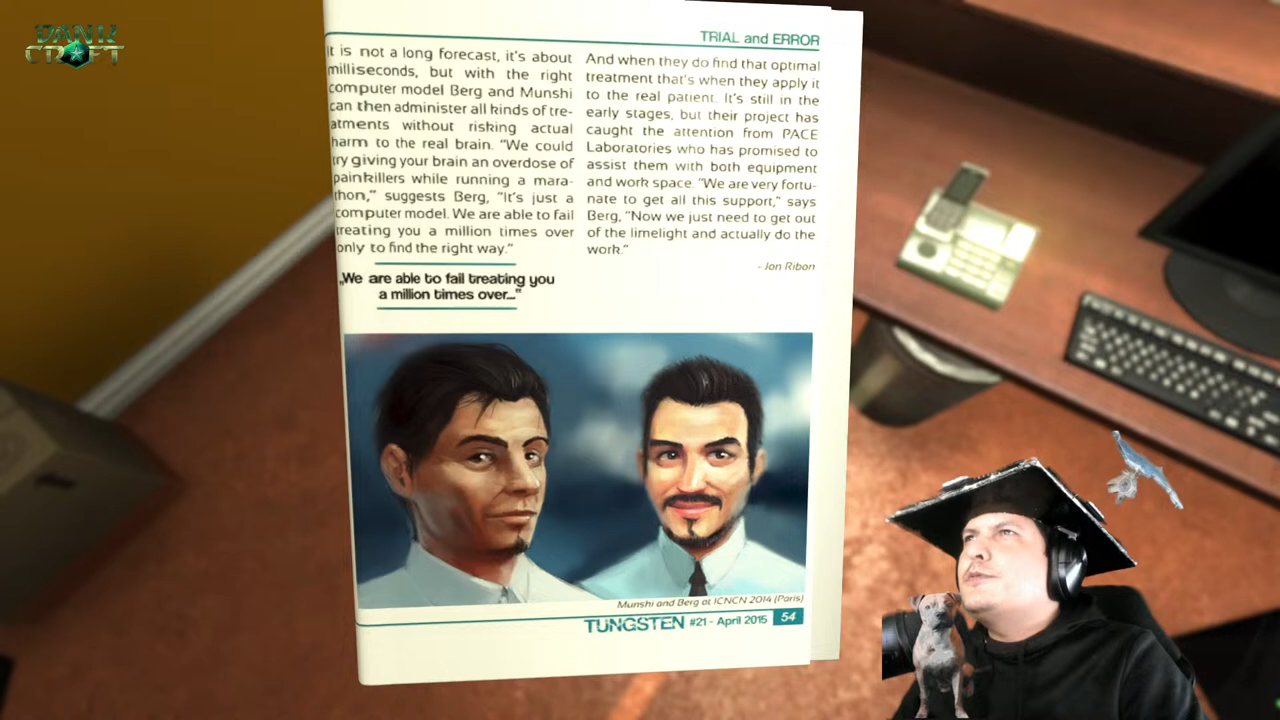 DANK
CROFT
TRIAL and ERROR
It is not a long forecast, it's about
milliseconds, but with the right
computer model Berg and Munshi
can then administer all kinds of tre-
atments without risking actual
harm to the real brain. "We could
try giving your brain an overdose of
painkillers while running a mara-
thon," suggests Berg, "It's just a
computer model. We are able to fail
treating you a million times over
only to find the right way."
„We are able to fail treating you
a million times over..."
And when they do find that optimal
treatment that's when they apply it
to the real patient. It's still in the
early stages, but their project has
caught the attention from PACE
Laboratories who has promised to
assist them with both equipment
and work space. "We are very fortu-
nate to get all this support," says
Berg, "Now we just need to get out
of the limelight and actually do the
work."
- Jon Ribon
Munshi and Berg at ICNCN 2014 (Paris)
TUNGSTEN #21 - April 2015 54